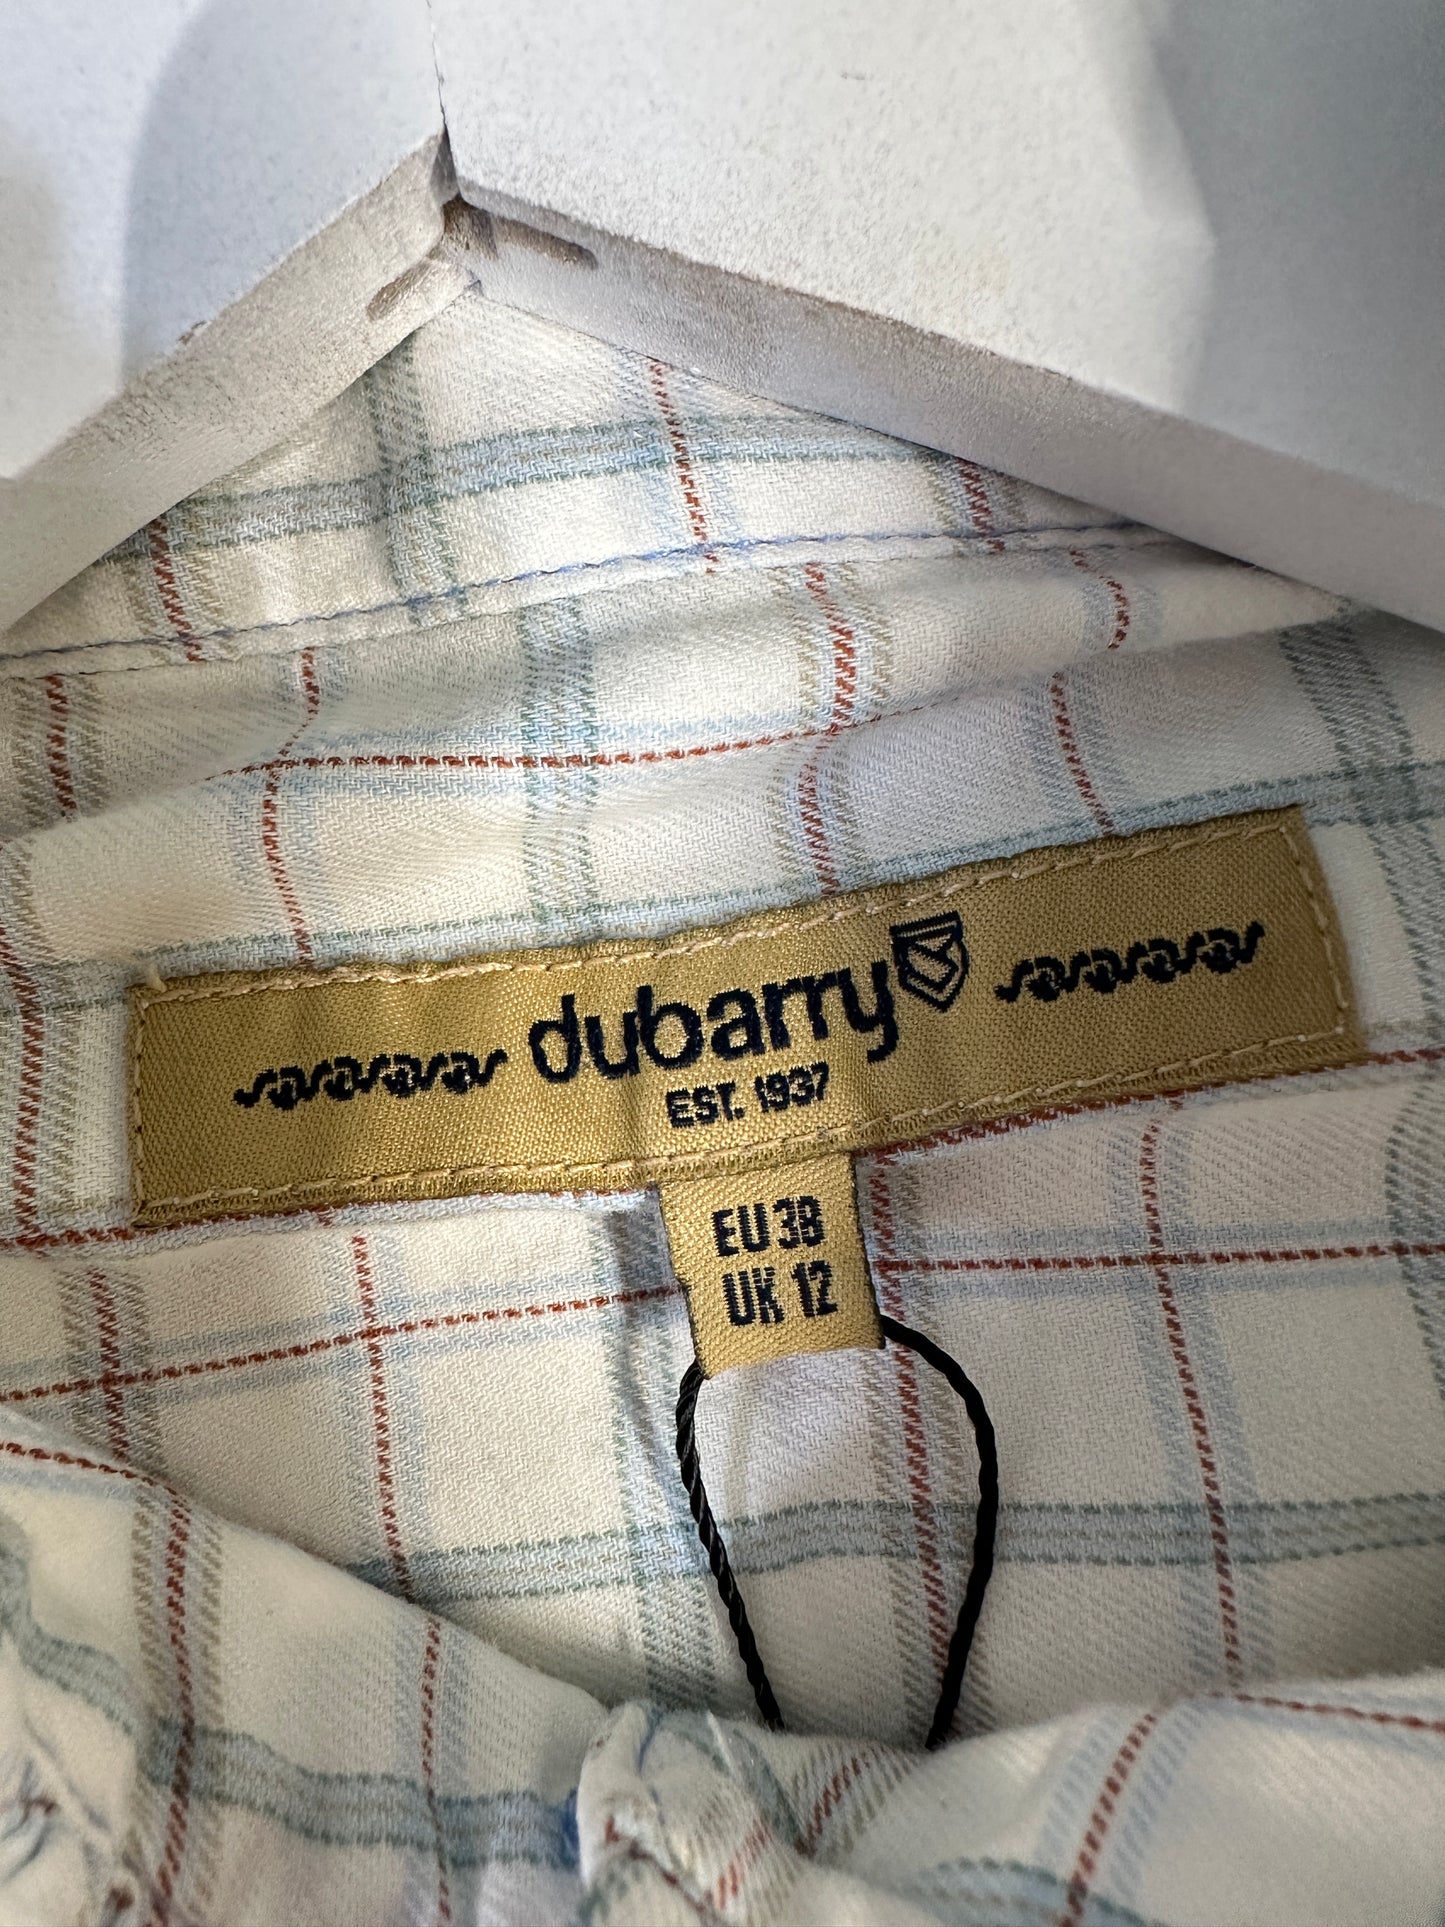 dubarry
EST. 1937
EU 38
UK 12